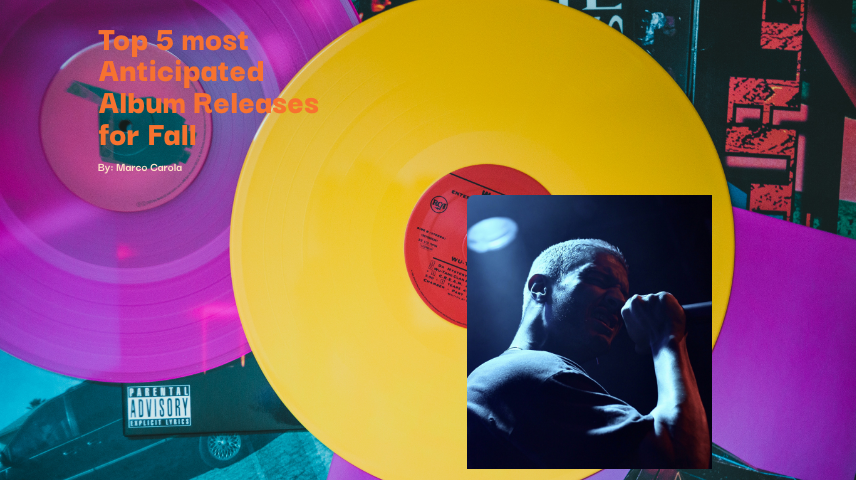 Top 5 most
Anticipated
Album Releases
for Fall
By: Marco Carola
PARENTAL
ADVISORY
EXPLICIT LYRICS